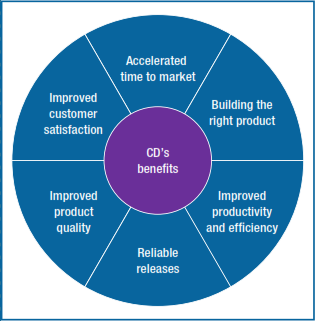 Accelerated
time to market
Building the
right product
Improved
productivity
and efficiency
Reliable
releases
Improved
product
quality
Improved
customer
satisfaction
CD's
benefits